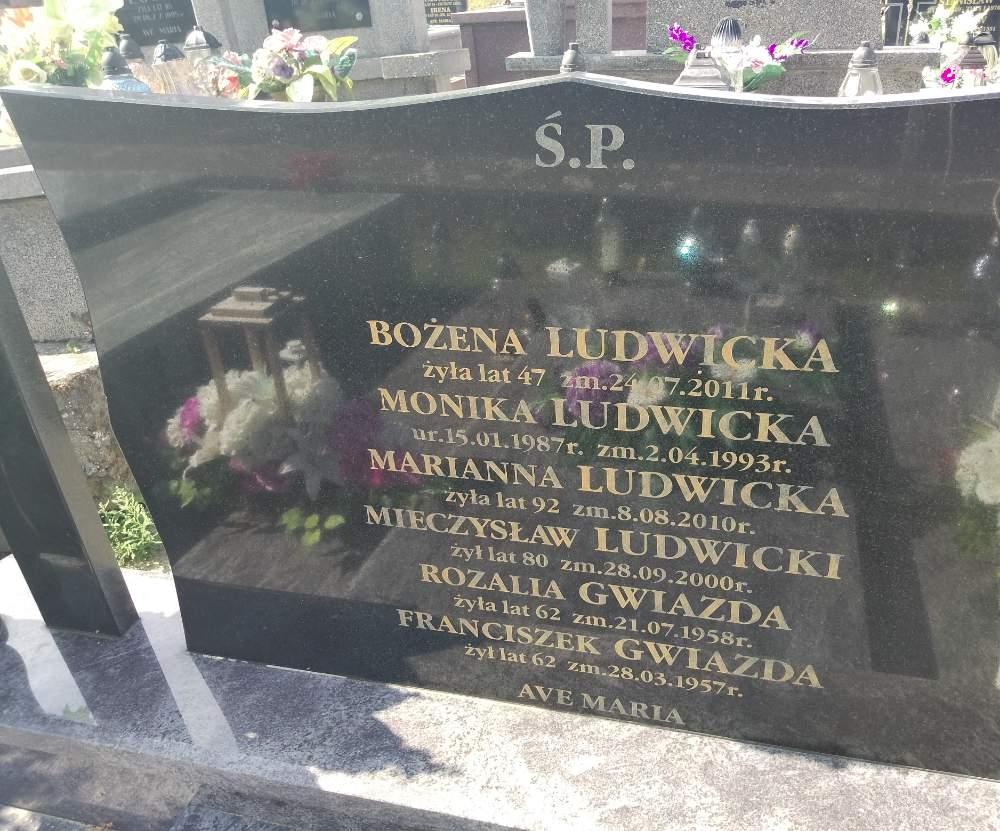 Ś.P.
BOŻENA LUDWICKA
żyła lat 47 zm.24.07.2011r.
MONIKA LUDWICKA
ur.15.01.1987r. zm.2.04.1993r.
MARIANNA LUDWICKA
żyła lat 92 zm.8.08.2010r.
MIECZYSŁAW LUDWICKI
żył lat 80 zm.28.09.2000r.
ROZALIA GWIAZDA
żyła lat 62 zm.21.07.1958r.
FRANCISZEK GWIAZDA
żył lat 62 zm.28.03.1957r.
AVE MARIA
IRENA
AVE MARIA